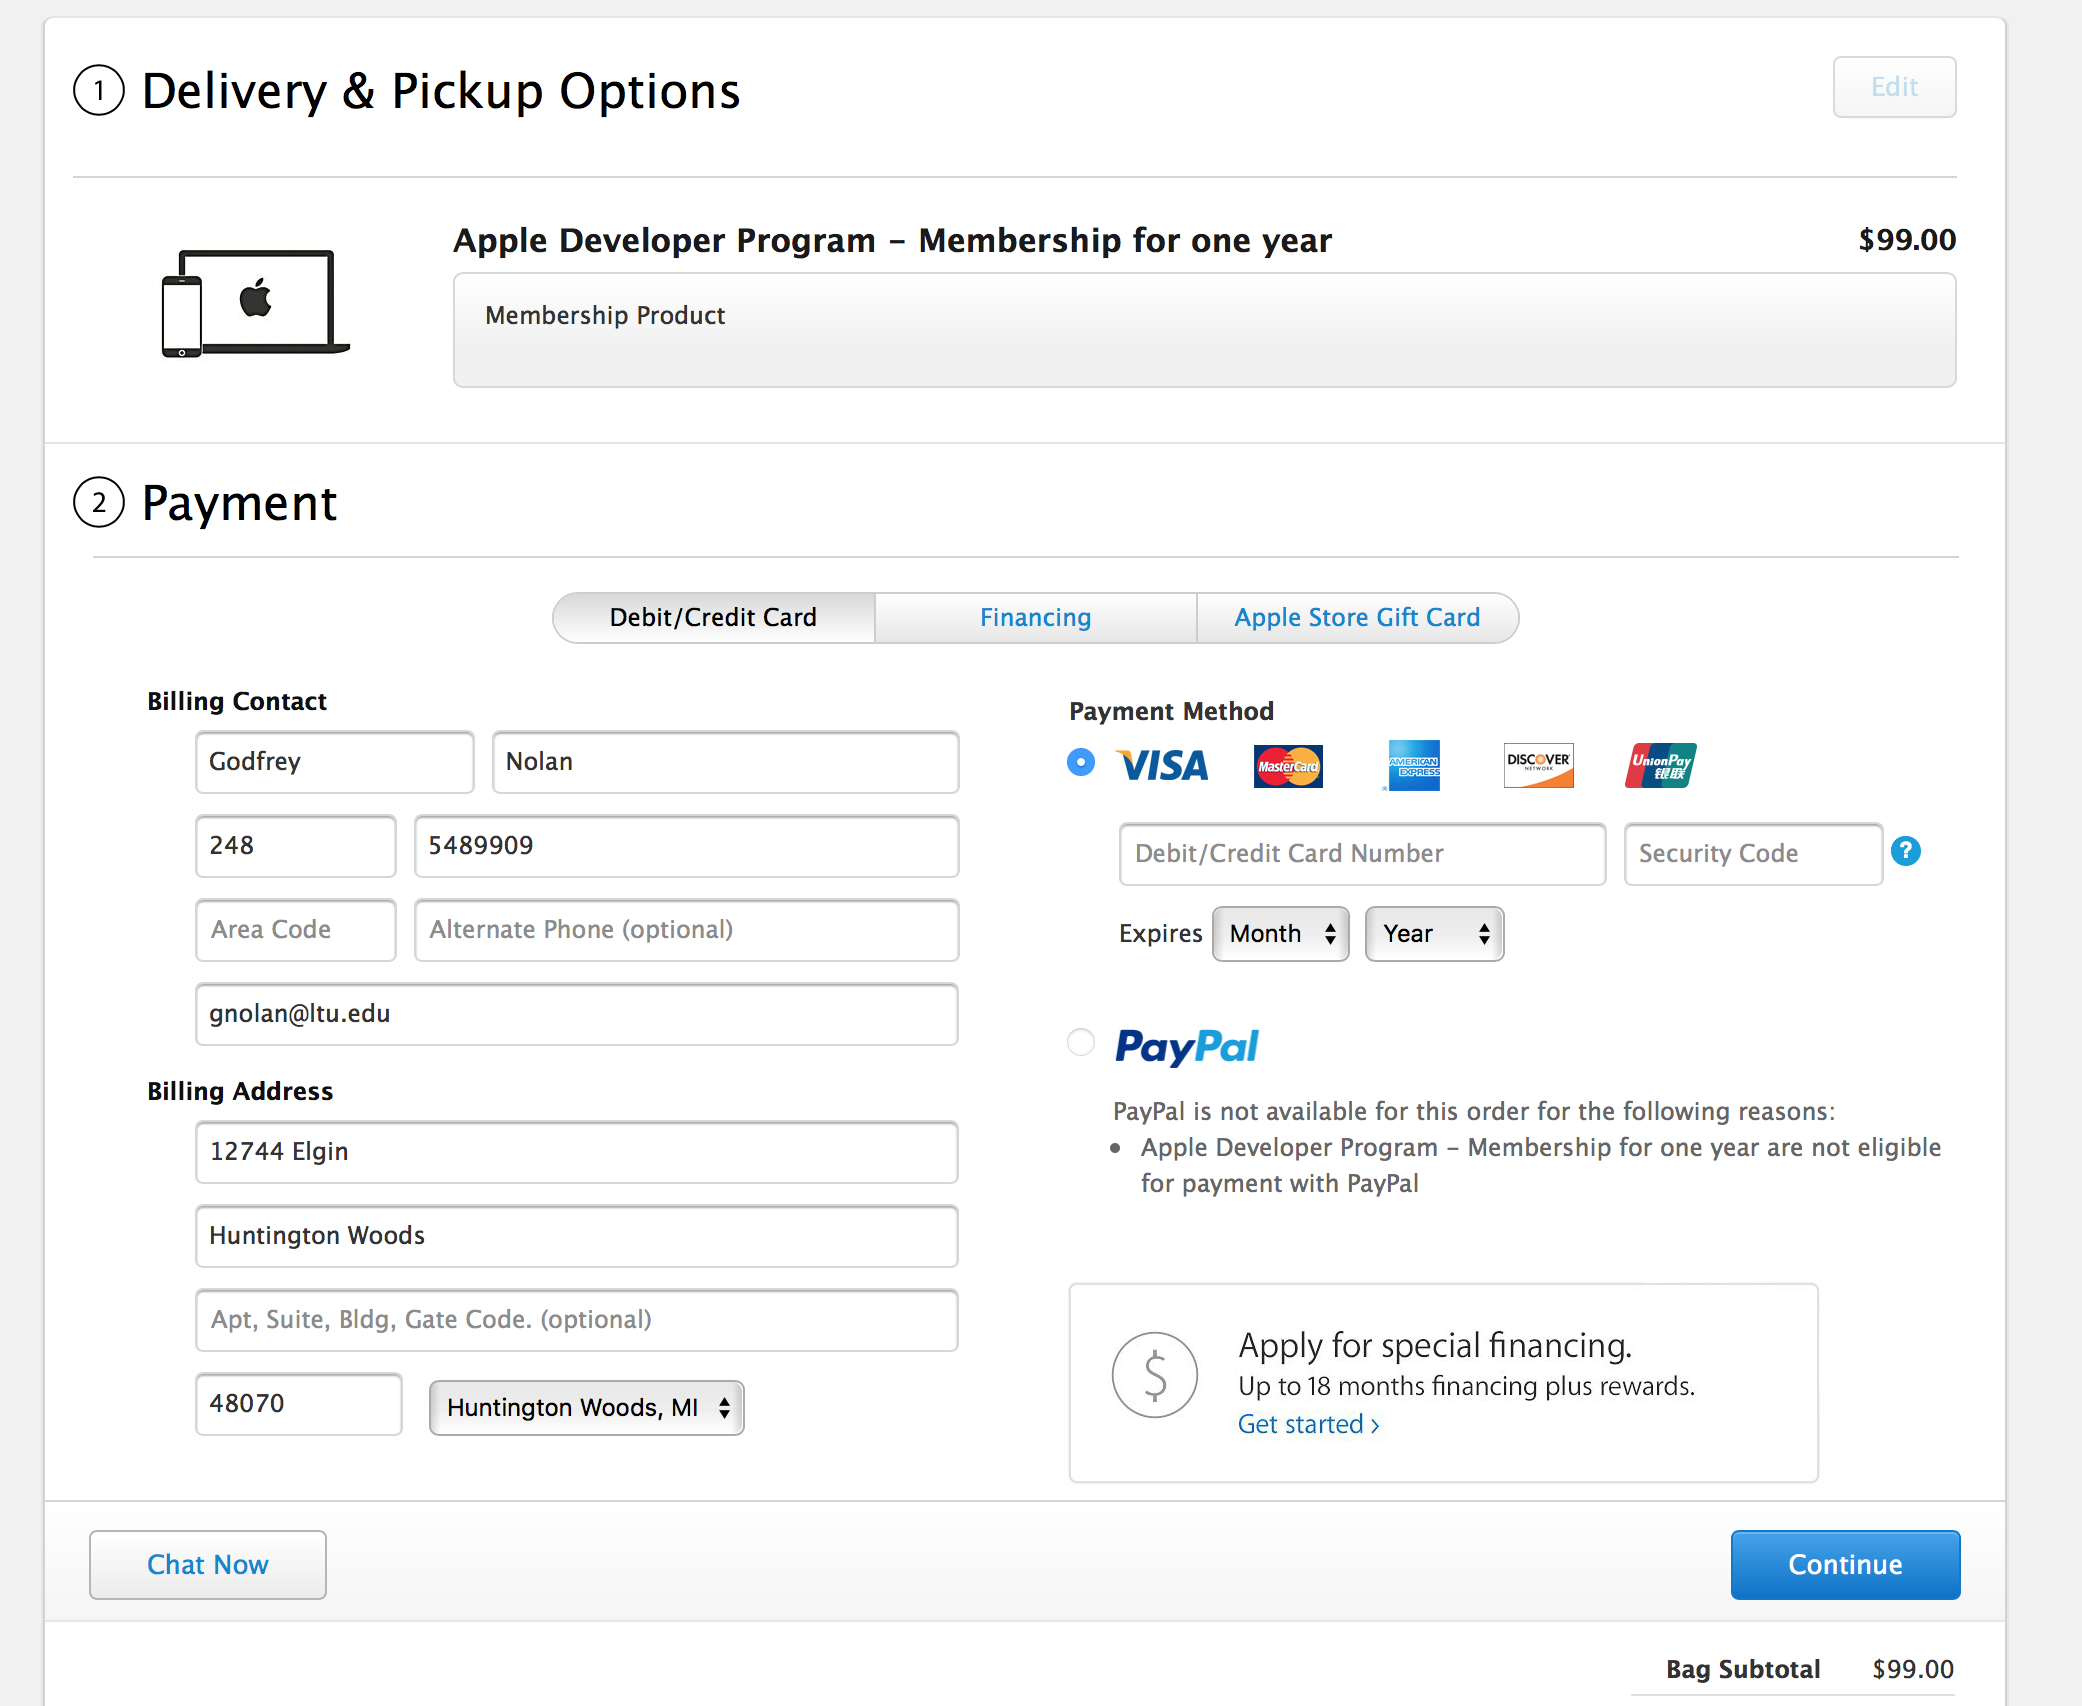 1 Delivery & Pickup Options
Edit
Apple Developer Program – Membership for one year $99.00
Membership Product
2 Payment
Debit/Credit Card Financing Apple Store Gift Card
Billing Contact
Godfrey Nolan
248 5489909
Area Code Alternate Phone (optional)
gnolan@ltu.edu
Billing Address
12744 Elgin
Huntington Woods
Apt, Suite, Bldg, Gate Code. (optional)
48070 Huntington Woods, MI
Payment Method
VISA MasterCard AMERICAN EXPRESS DISCOVER NETWORK UnionPay 银联
Debit/Credit Card Number Security Code ?
Expires Month Year
PayPal
PayPal is not available for this order for the following reasons:
• Apple Developer Program – Membership for one year are not eligible
for payment with PayPal
$
Apply for special financing.
Up to 18 months financing plus rewards.
Get started ›
Chat Now Continue
Bag Subtotal $99.00